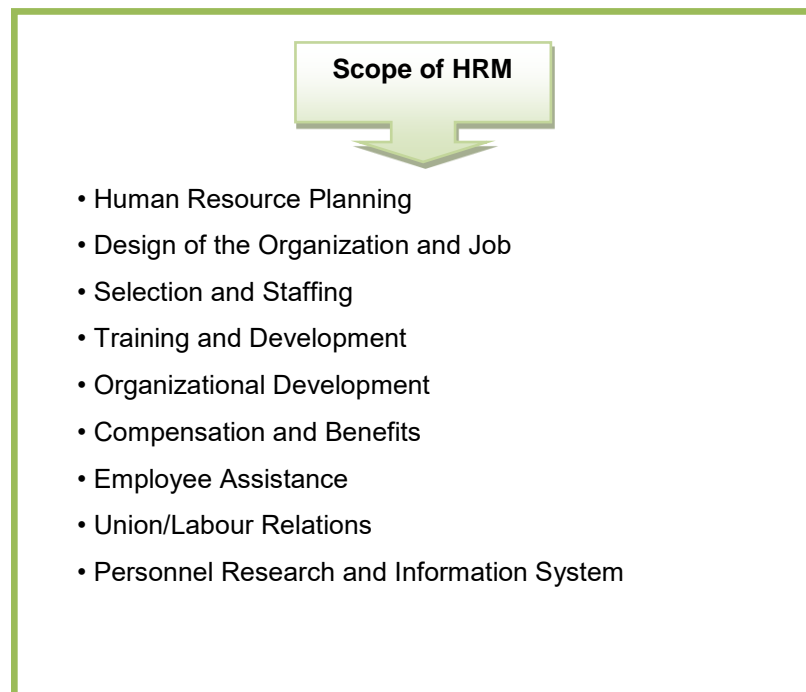 Scope of HRM
• Human Resource Planning
• Design of the Organization and Job
• Selection and Staffing
• Training and Development
• Organizational Development
• Compensation and Benefits
• Employee Assistance
• Union/Labour Relations
• Personnel Research and Information System